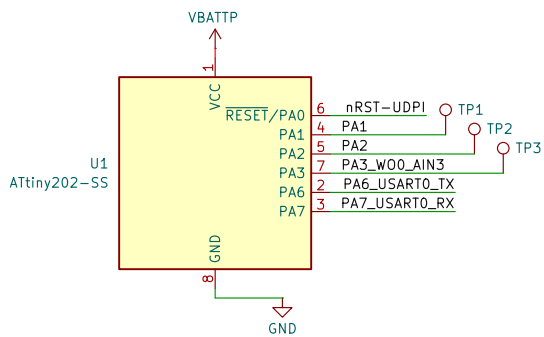 VBATTP
1
VCC
RESET/PA0 6 nRST-UDPI
PA1 4 PA1 TP1
PA2 5 PA2 TP2
PA3 7 PA3_WO0_AIN3 TP3
U1
ATtiny202-SS
PA6 2 PA6_USART0_TX
PA7 3 PA7_USART0_RX
GND
8
GND